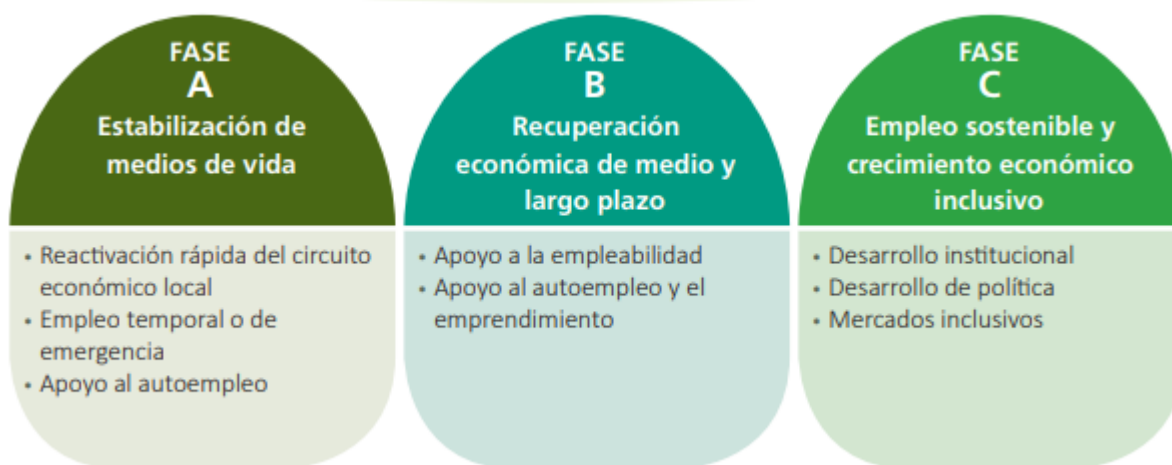 FASE
A
Estabilización de
medios de vida
• Reactivación rápida del circuito
económico local
• Empleo temporal o de
emergencia
• Apoyo al autoempleo
FASE
B
Recuperación
económica de medio y
largo plazo
• Apoyo a la empleabilidad
• Apoyo al autoempleo y el
emprendimiento
FASE
C
Empleo sostenible y
crecimiento económico
inclusivo
• Desarrollo institucional
• Desarrollo de política
• Mercados inclusivos